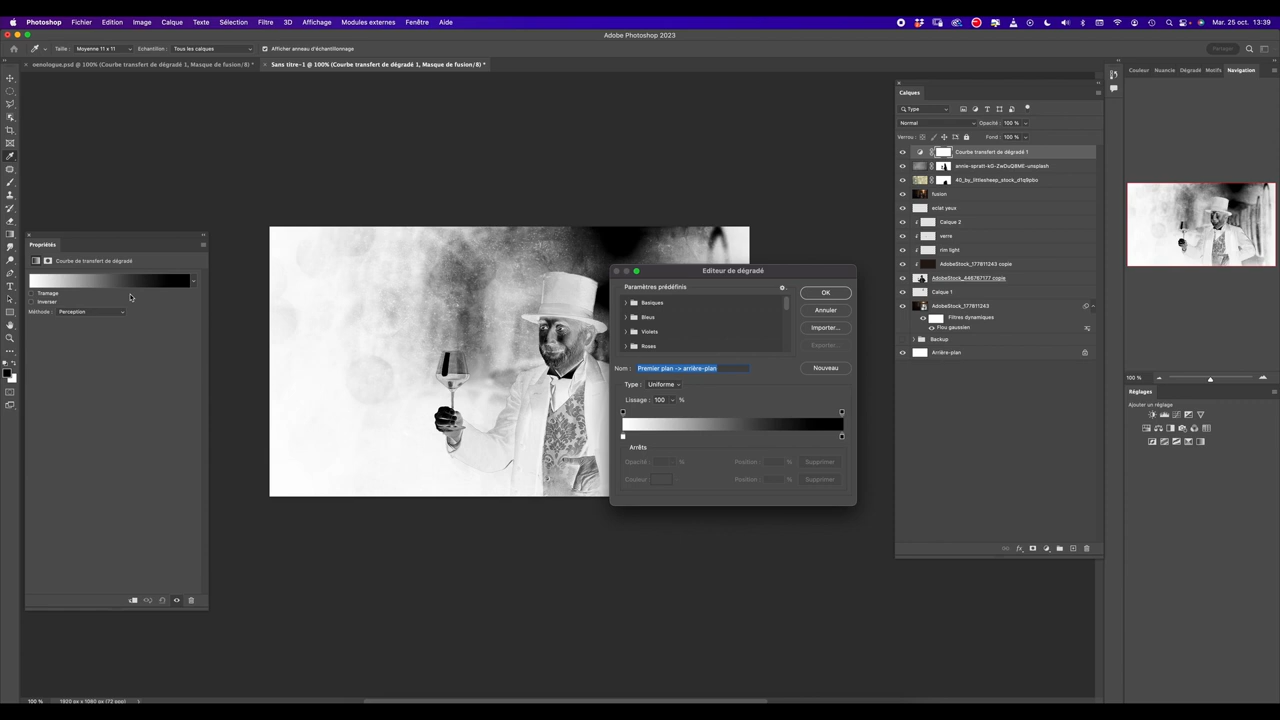 Photoshop Fichier Edition Image Calque Texte Sélection Filtre 3D Affichage Modules externes Fenêtre Aide Mar. 25 oct. 13:39
Adobe Photoshop 2023
Taille : Moyenne 11 x 11 Echantillon : Tous les calques Afficher anneau d'échantillonnage Partager
oenologue.psd @ 100% (Courbe transfert de dégradé 1, Masque de fusion/8) * Sans titre-1 @ 100% (Courbe transfert de dégradé 1, Masque de fusion/8) *
Propriétés
Courbe de transfert de dégradé
Tramage
Inverser
Méthode : Perception
Editeur de dégradé
Paramètres prédéfinis
Basiques
Bleus
Violets
Roses
OK
Annuler
Importer...
Exporter...
Nom : Premier plan -> arrière-plan
Nouveau
Type : Uniforme
Lissage : 100 %
Arrêts
Opacité : % Position : % Supprimer
Couleur : Position : % Supprimer
Calques
Type
Normal Opacité : 100 %
Verrou : Fond : 100 %
Courbe transfert de dégradé 1
annie-spratt-kG-ZwDuQ8ME-unsplash
40_by_littlesheep_stock_d1q9pbo
fusion
eclat yeux
Calque 2
verre
rim light
AdobeStock_177811243 copie
AdobeStock_446767177 copie
Calque 1
AdobeStock_177811243
Filtres dynamiques
Flou gaussien
Backup
Arrière-plan
Couleur Nuancie Dégradé Motifs Navigation
100 %
Réglages
Ajouter un réglage
100 % 1920 px x 1080 px (72 ppp)